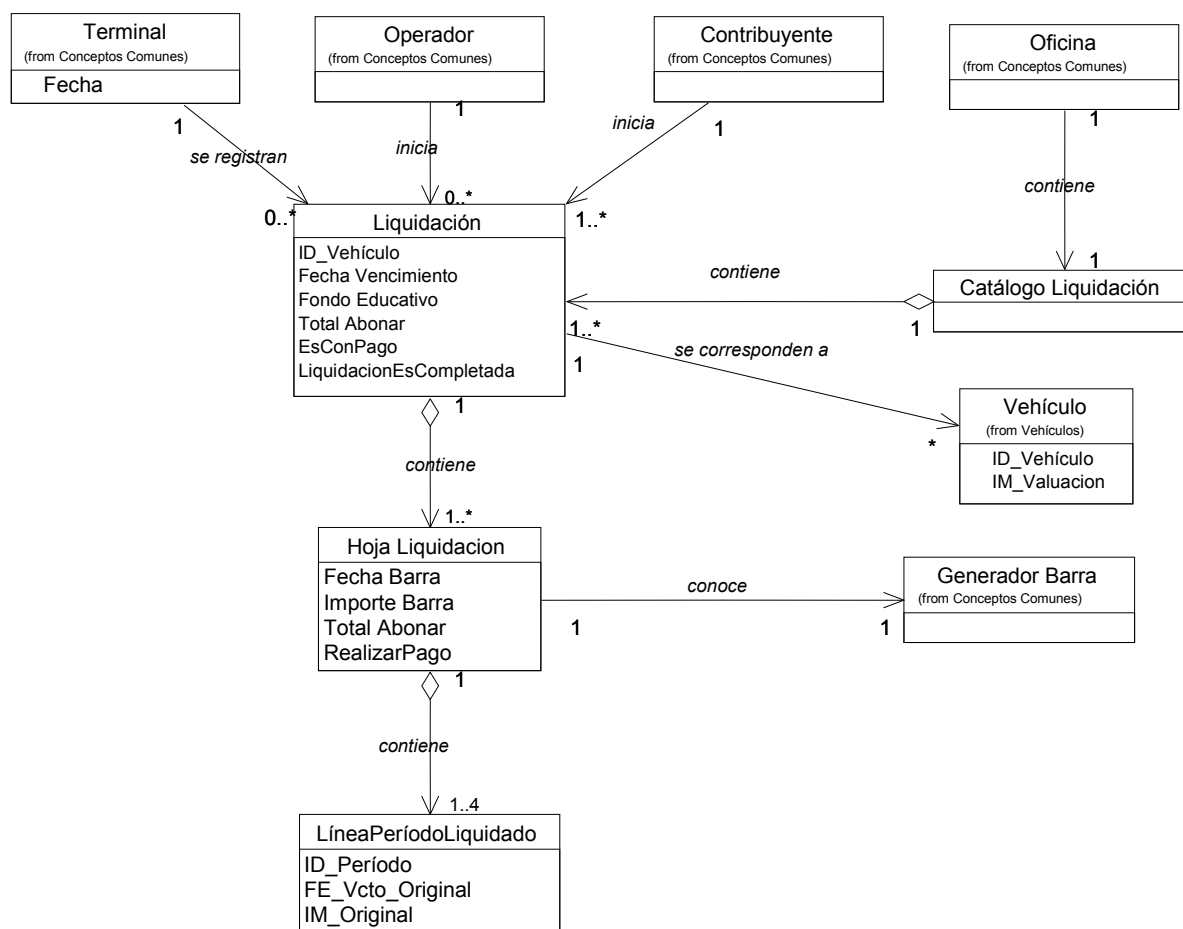 Terminal
(from Conceptos Comunes)
Fecha
Operador
(from Conceptos Comunes)
Contribuyente
(from Conceptos Comunes)
Oficina
(from Conceptos Comunes)
1
1
1
1
se registran
inicia
inicia
contiene
0..*
0..*
1..*
1
Liquidación
ID_Vehículo
Fecha Vencimiento
Fondo Educativo
Total Abonar
EsConPago
LiquidacionEsCompletada
contiene
Catálogo Liquidación
1..*
1
1
se corresponden a
*
Vehículo
(from Vehículos)
ID_Vehículo
IM_Valuacion
1
contiene
1..*
Hoja Liquidacion
Fecha Barra
Importe Barra
Total Abonar
RealizarPago
conoce
1
1
Generador Barra
(from Conceptos Comunes)
1
contiene
1..4
LíneaPeríodoLiquidado
ID_Período
FE_Vcto_Original
IM_Original